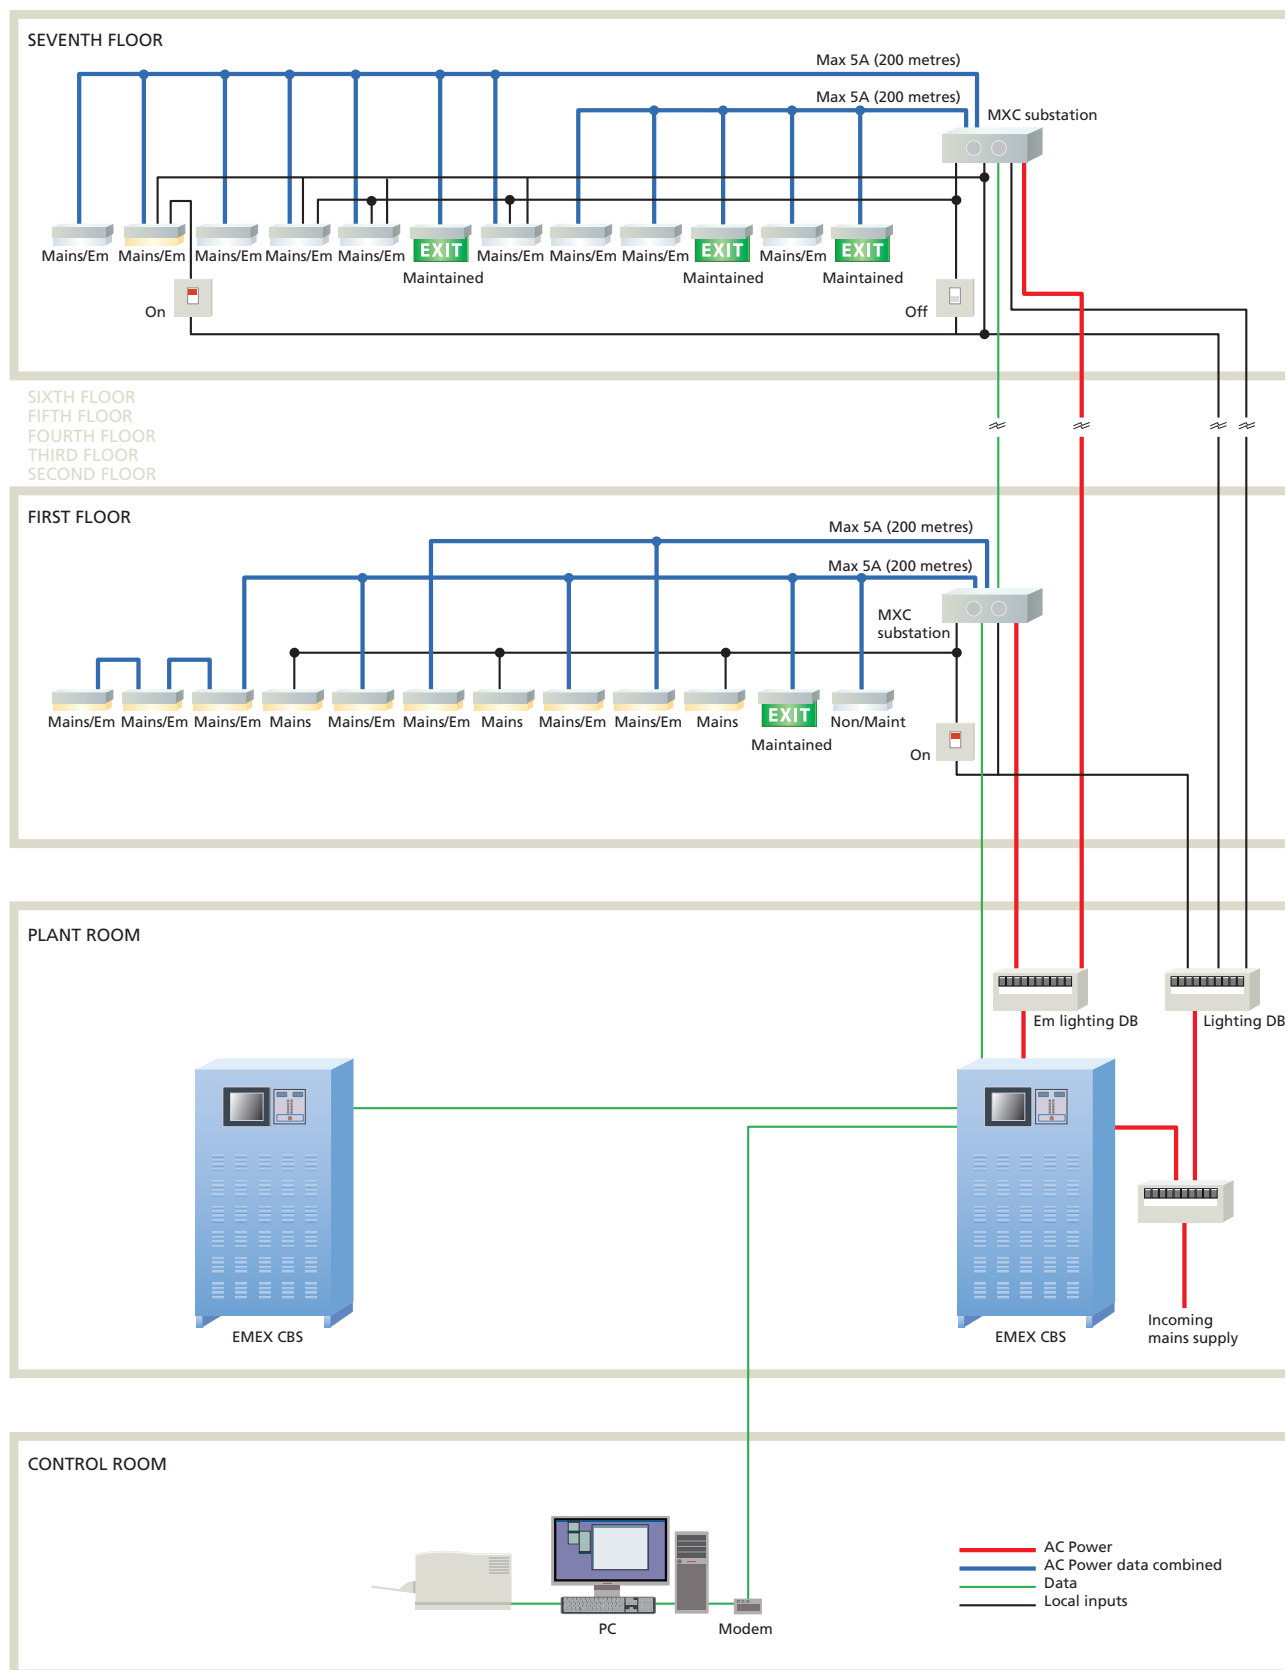 SEVENTH FLOOR
Max 5A (200 metres)
Max 5A (200 metres)
MXC substation
EXIT
EXIT
EXIT
Mains/Em
Mains/Em
Mains/Em
Mains/Em
Mains/Em
Mains/Em
Mains/Em
Mains/Em
Mains/Em
Maintained
Maintained
Maintained
On
Off
SIXTH FLOOR
FIFTH FLOOR
FOURTH FLOOR
THIRD FLOOR
SECOND FLOOR
FIRST FLOOR
Max 5A (200 metres)
Max 5A (200 metres)
MXC
substation
Mains/Em
Mains/Em
Mains/Em
Mains
Mains/Em
Mains/Em
Mains
Mains/Em
Mains/Em
Mains
EXIT
Non/Maint
Maintained
On
PLANT ROOM
Em lighting DB
Lighting DB
EMEX CBS
EMEX CBS
Incoming
mains supply
CONTROL ROOM
PC
Modem
AC Power
AC Power data combined
Data
Local inputs